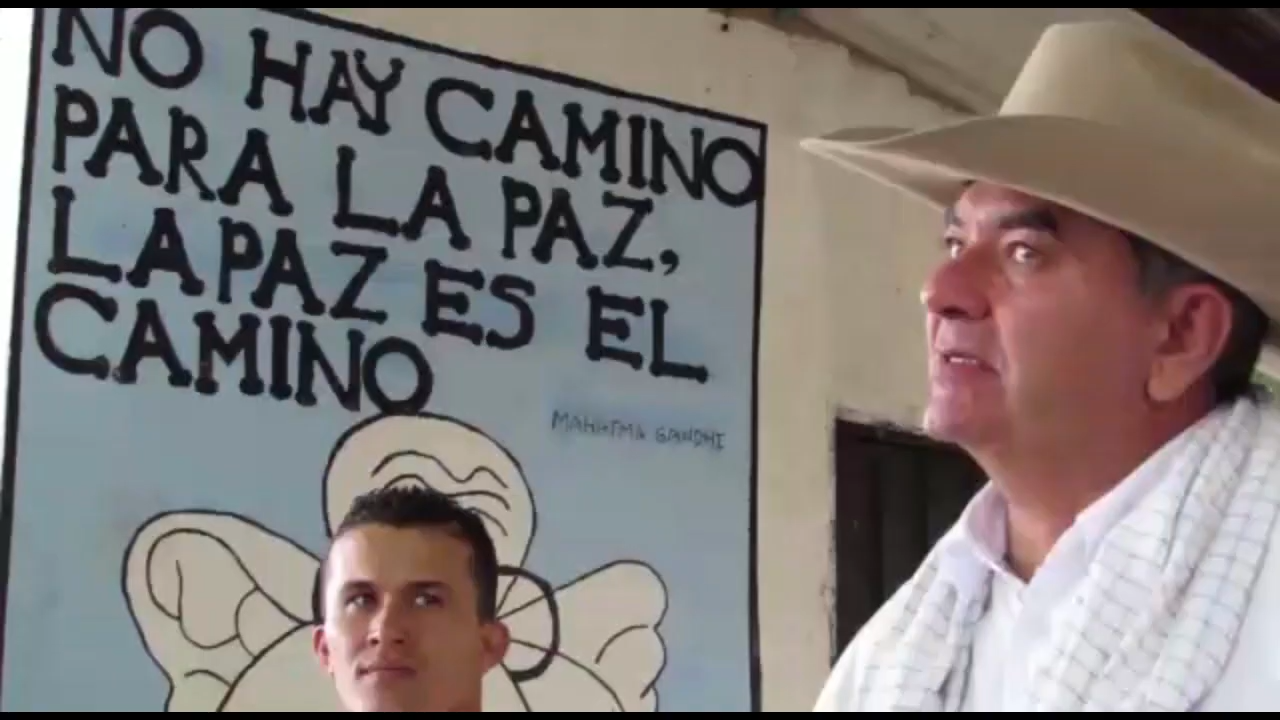 NO HAY CAMINO
PARA LA PAZ,
LA PAZ ES EL
CAMINO
MAHATMA GANDHI